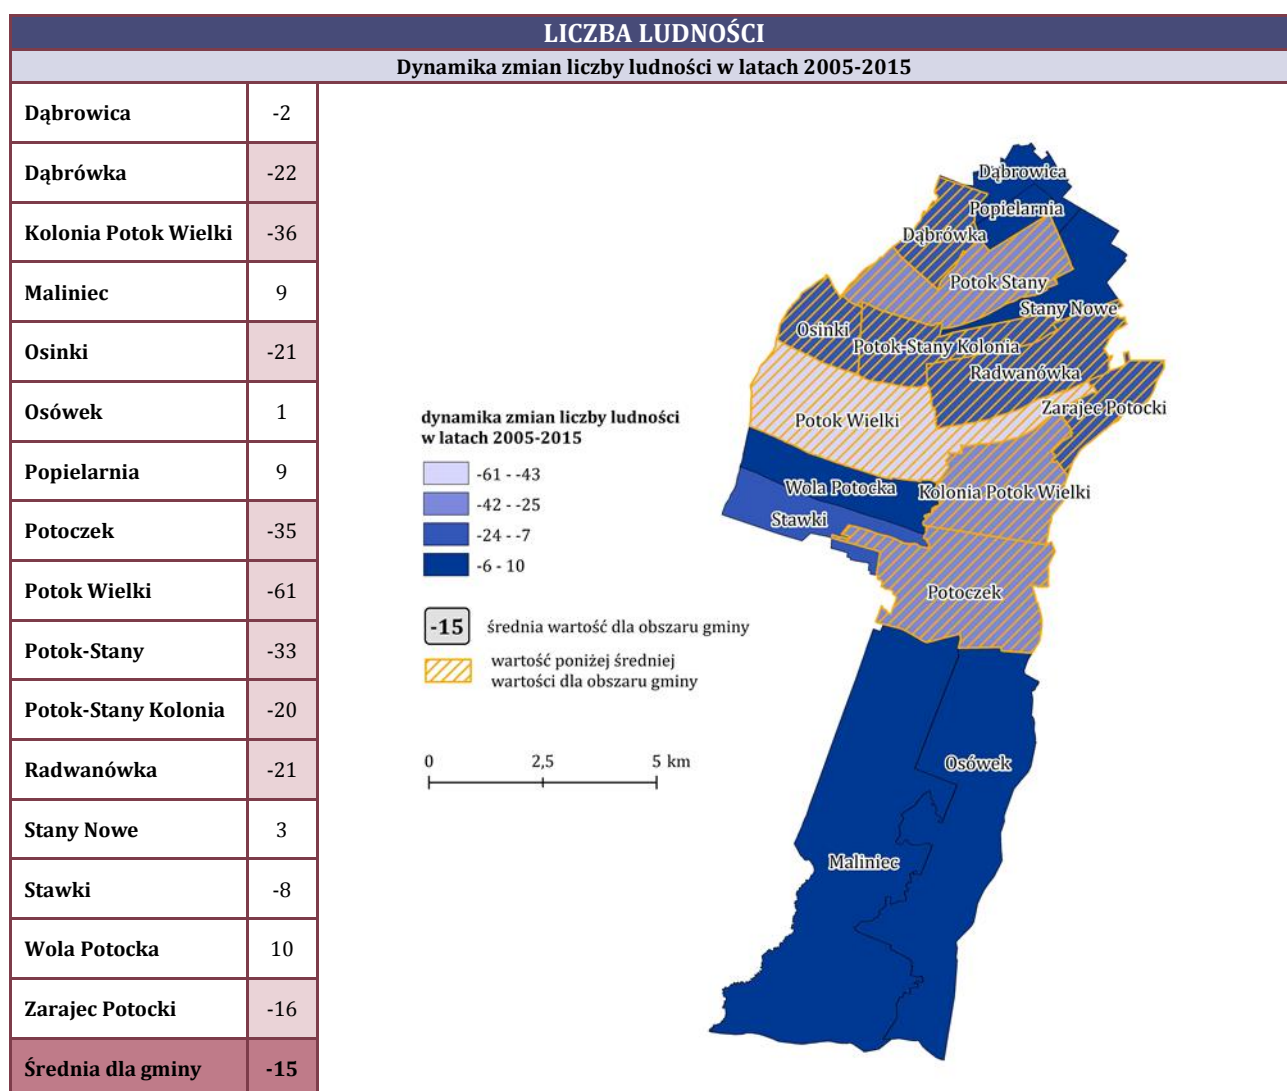 LICZBA LUDNOŚCI
Dynamika zmian liczby ludności w latach 2005-2015
Dąbrowica -2
Dąbrówka -22
Kolonia Potok Wielki -36
Maliniec 9
Osinki -21
Osówek 1
Popielarnia 9
Potoczek -35
Potok Wielki -61
Potok-Stany -33
Potok-Stany Kolonia -20
Radwanówka -21
Stany Nowe 3
Stawki -8
Wola Potocka 10
Zarajec Potocki -16
Średnia dla gminy -15
dynamika zmian liczby ludności
w latach 2005-2015
-61 - -43
-42 - -25
-24 - -7
-6 - 10
-15 średnia wartość dla obszaru gminy
wartość poniżej średniej
wartości dla obszaru gminy
0 2,5 5 km
Dąbrowica
Popielarnia
Dąbrówka
Potok Stany
Stany Nowe
Osinki
Potok-Stany Kolonia
Radwanówka
Zarajec Potocki
Potok Wielki
Wola Potocka
Kolonia Potok Wielki
Stawki
Potoczek
Osówek
Maliniec